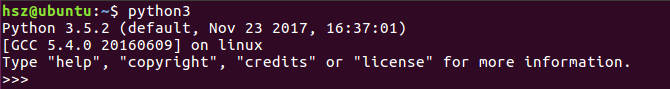 hsz@ubuntu:~$ python3
Python 3.5.2 (default, Nov 23 2017, 16:37:01)
[GCC 5.4.0 20160609] on linux
Type "help", "copyright", "credits" or "license" for more information.
>>>